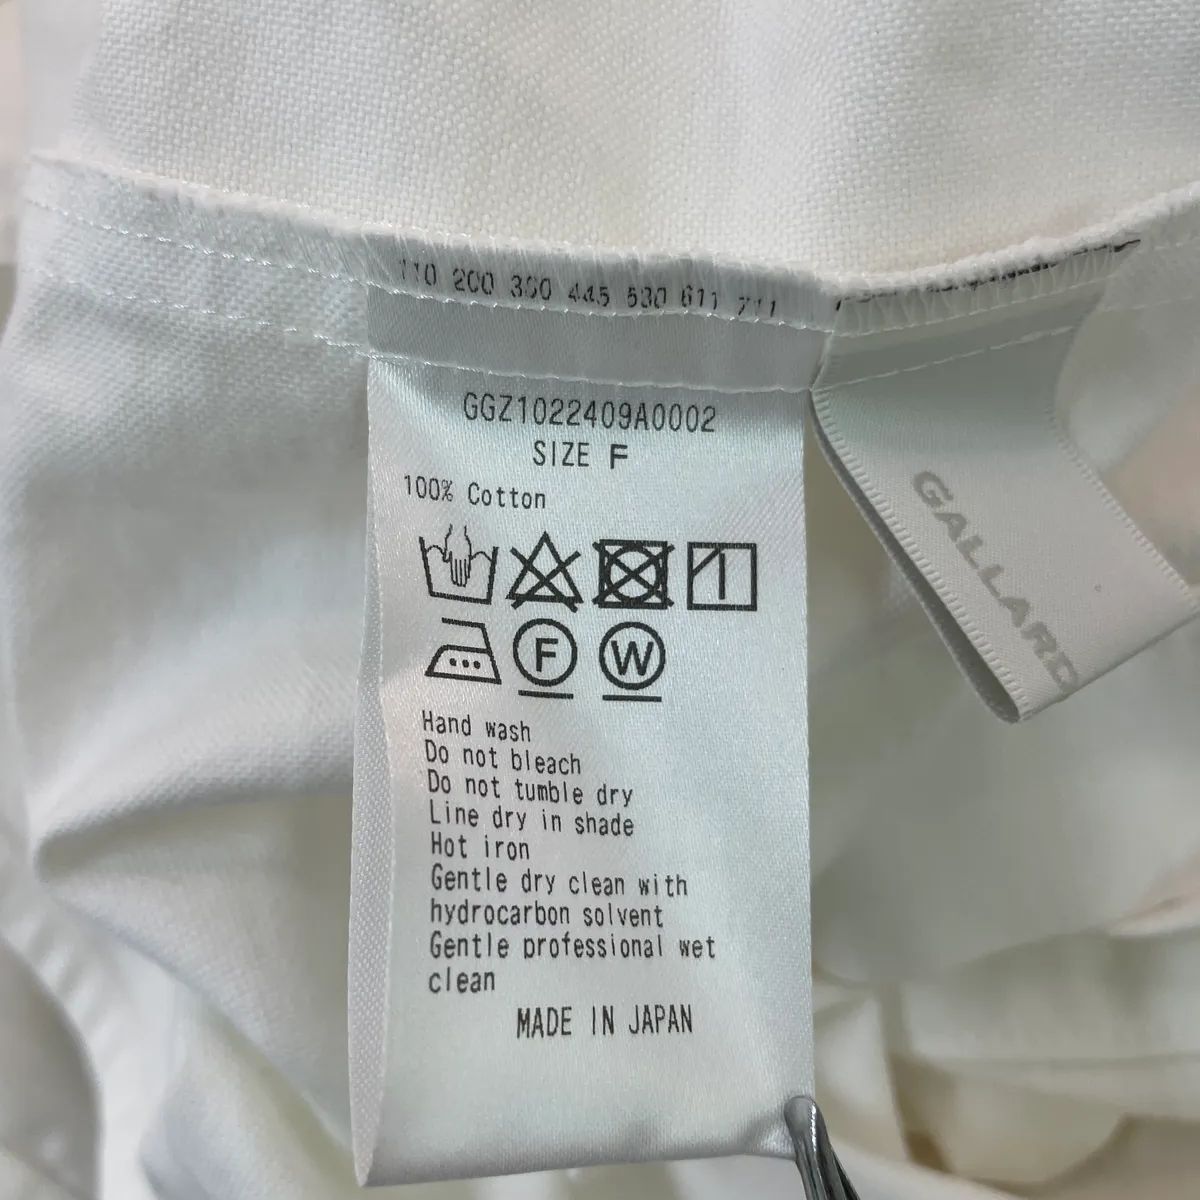 110 200 300 445 530 611 711
GGZ1022409A0002
SIZE F
100% Cotton
F W
Hand wash
Do not bleach
Do not tumble dry
Line dry in shade
Hot iron
Gentle dry clean with
hydrocarbon solvent
Gentle professional wet
clean
MADE IN JAPAN
GALLARD